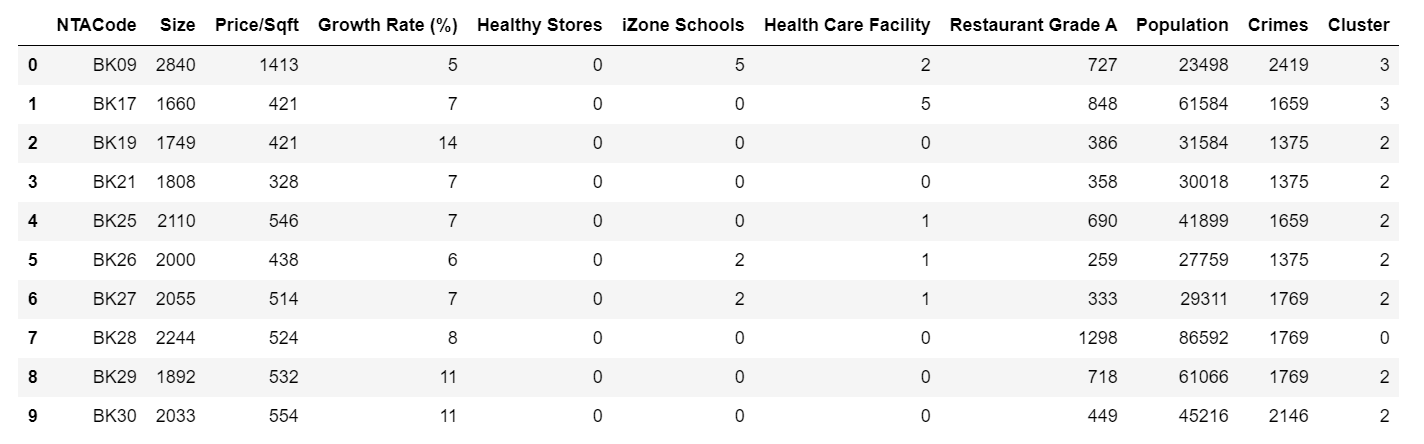 NTACode Size Price/Sqft Growth Rate (%) Healthy Stores iZone Schools Health Care Facility Restaurant Grade A Population Crimes Cluster
0 BK09 2840 1413 5 0 5 2 727 23498 2419 3
1 BK17 1660 421 7 0 0 5 848 61584 1659 3
2 BK19 1749 421 14 0 0 0 386 31584 1375 2
3 BK21 1808 328 7 0 0 0 358 30018 1375 2
4 BK25 2110 546 7 0 0 1 690 41899 1659 2
5 BK26 2000 438 6 0 2 1 259 27759 1375 2
6 BK27 2055 514 7 0 2 1 333 29311 1769 2
7 BK28 2244 524 8 0 0 0 1298 86592 1769 0
8 BK29 1892 532 11 0 0 0 718 61066 1769 2
9 BK30 2033 554 11 0 0 0 449 45216 2146 2